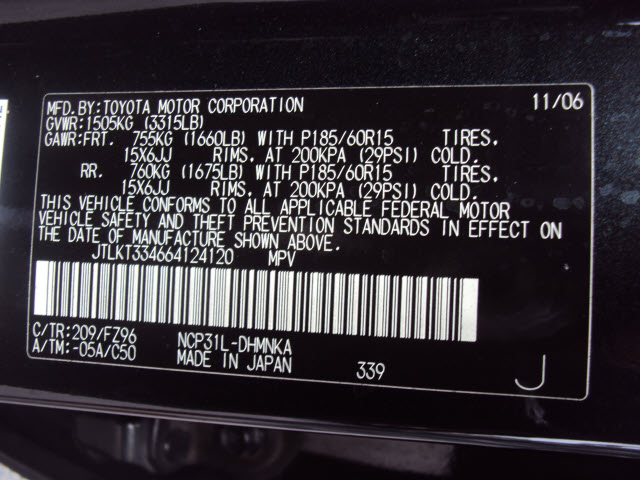 MFD. BY: TOYOTA MOTOR CORPORATION 11/06
GVWR: 1505KG (3315LB)
GAWR: FRT. 755KG (1660LB) WITH P185/60R15 TIRES,
15X6JJ RIMS, AT 200KPA (29PSI) COLD.
RR. 760KG (1675LB) WITH P185/60R15 TIRES,
15X6JJ RIMS, AT 200KPA (29PSI) COLD.
THIS VEHICLE CONFORMS TO ALL APPLICABLE FEDERAL MOTOR
VEHICLE SAFETY AND THEFT PREVENTION STANDARDS IN EFFECT ON
THE DATE OF MANUFACTURE SHOWN ABOVE.
JTLKT334664124120 MPV
C/TR: 209/FZ96 NCP31L-DHMNKA
A/TM: -05A/C50 MADE IN JAPAN 339 J